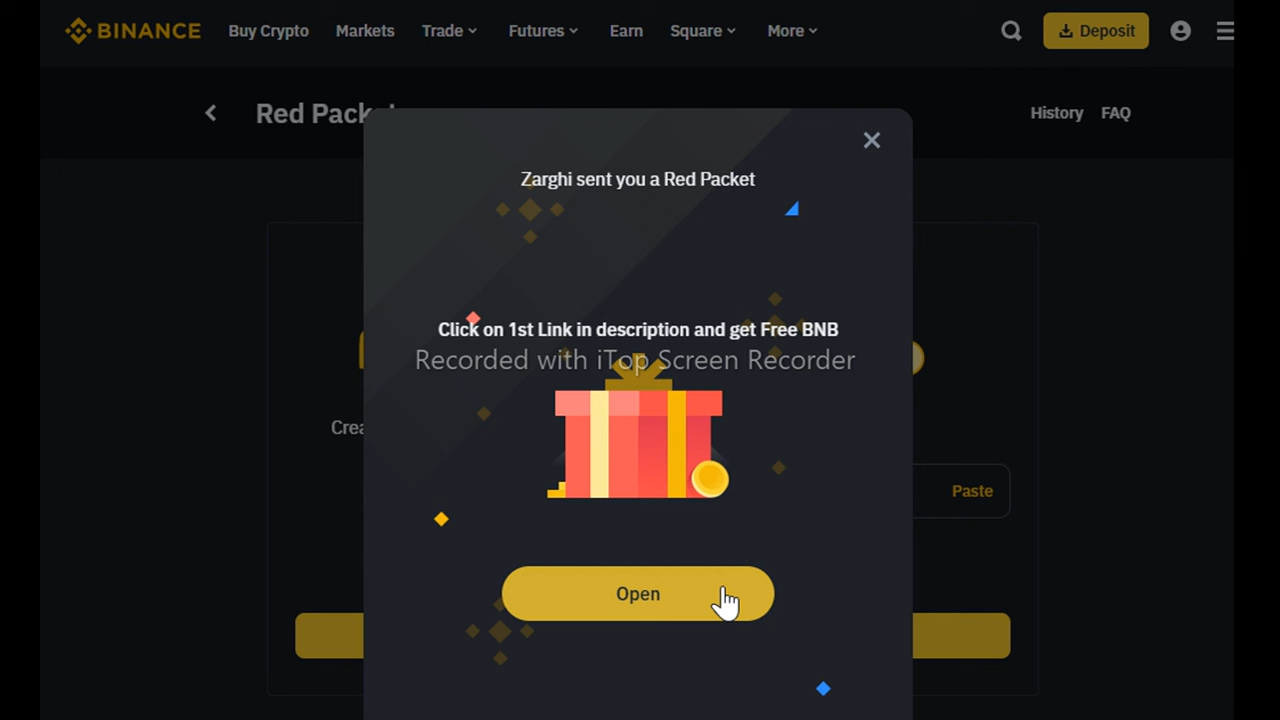 BINANCE Buy Crypto Markets Trade Futures Earn Square More Deposit
Red Packet History FAQ
Zarghi sent you a Red Packet
Click on 1st Link in description and get Free BNB
Recorded with iTop Screen Recorder
Crea
Paste
Open